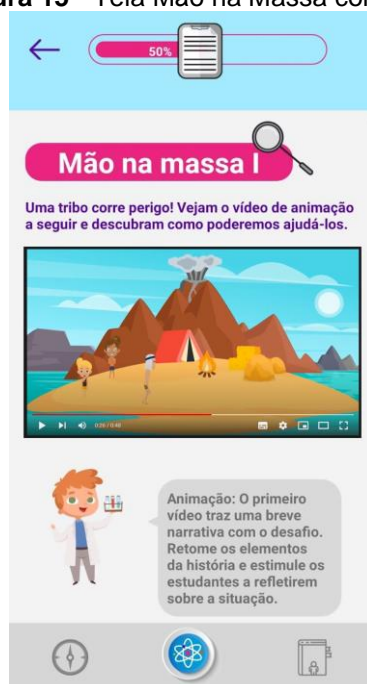 Tela Mão na Massa
50%
Mão na massa I
Uma tribo corre perigo! Vejam o vídeo de animação
a seguir e descubram como poderemos ajudá-los.
Animação: O primeiro
vídeo traz uma breve
narrativa com o desafio.
Retome os elementos
da história e estimule os
estudantes a refletirem
sobre a situação.